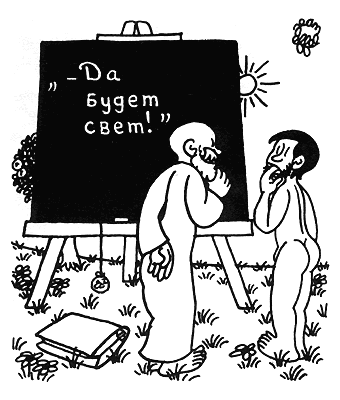 „ – Да
будет
свет! ”